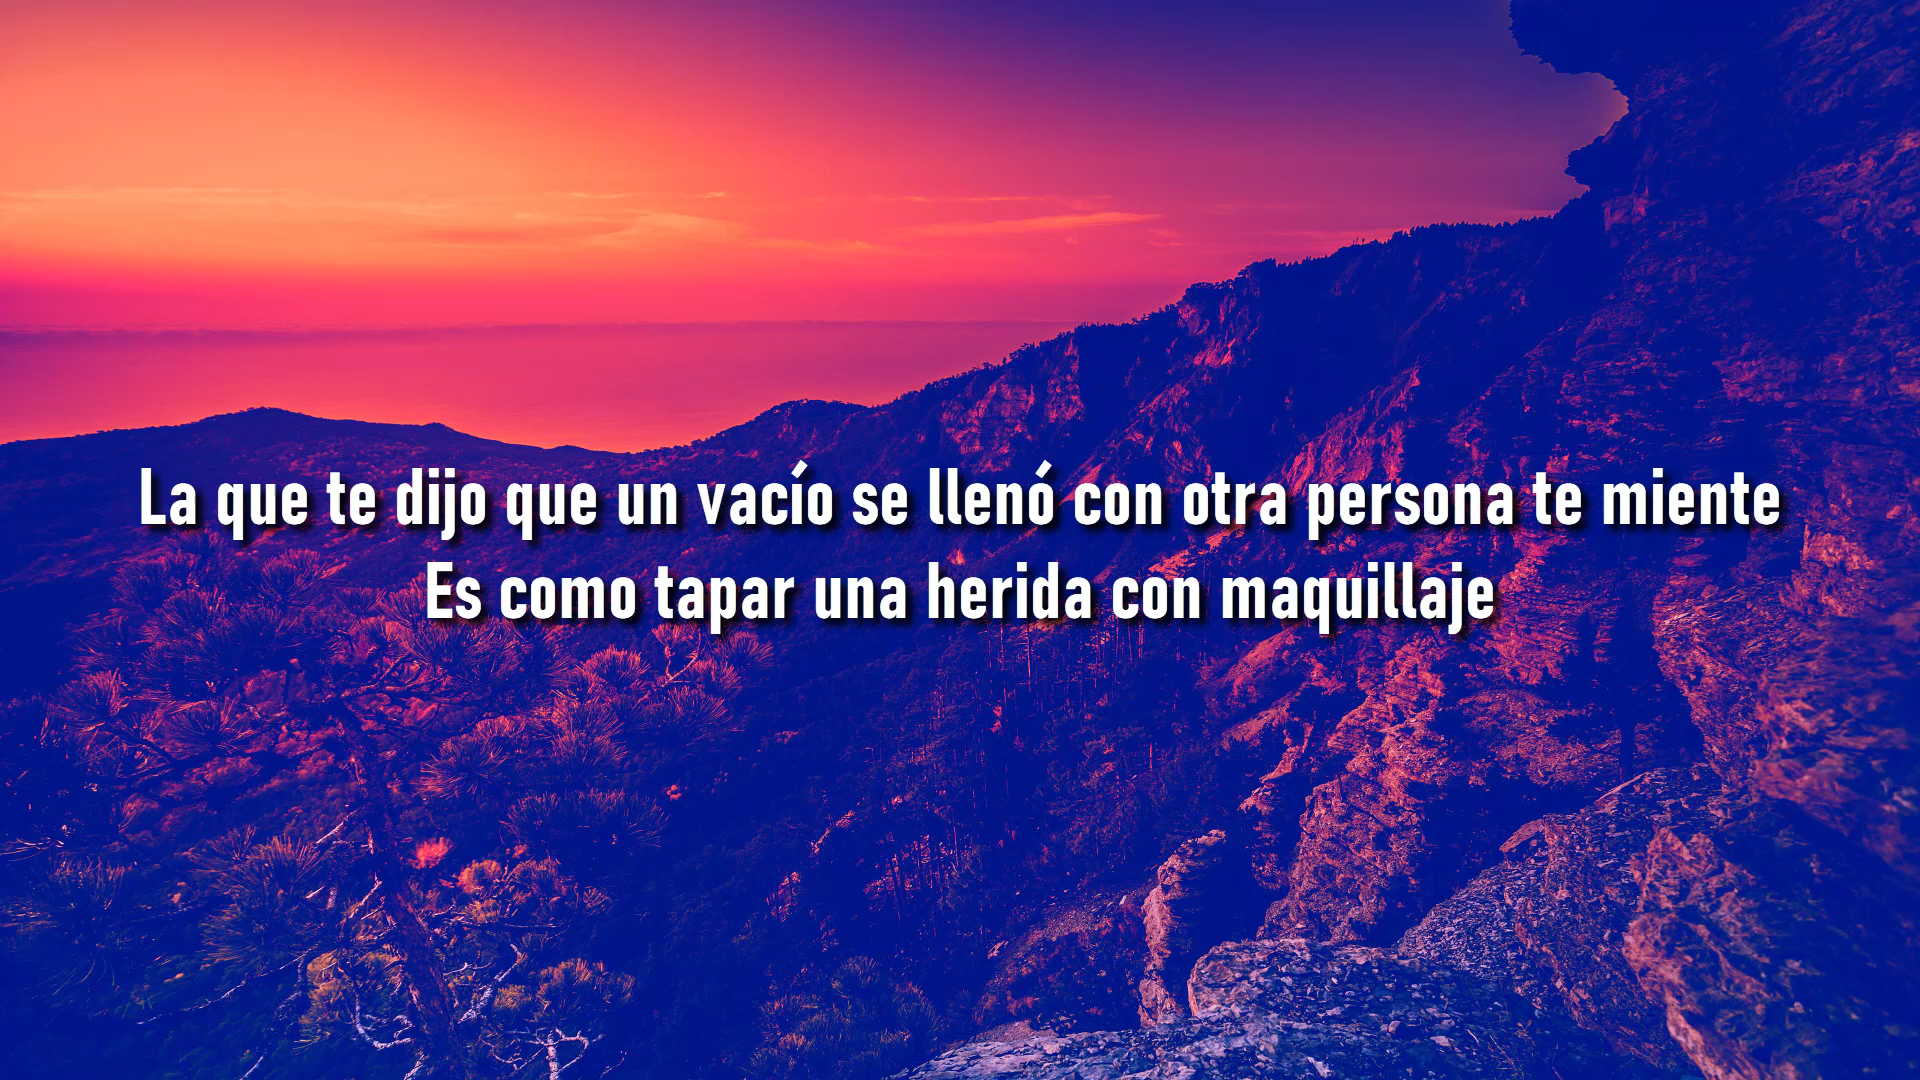 La que te dijo que un vacío se llenó con otra persona te miente
Es como tapar una herida con maquillaje